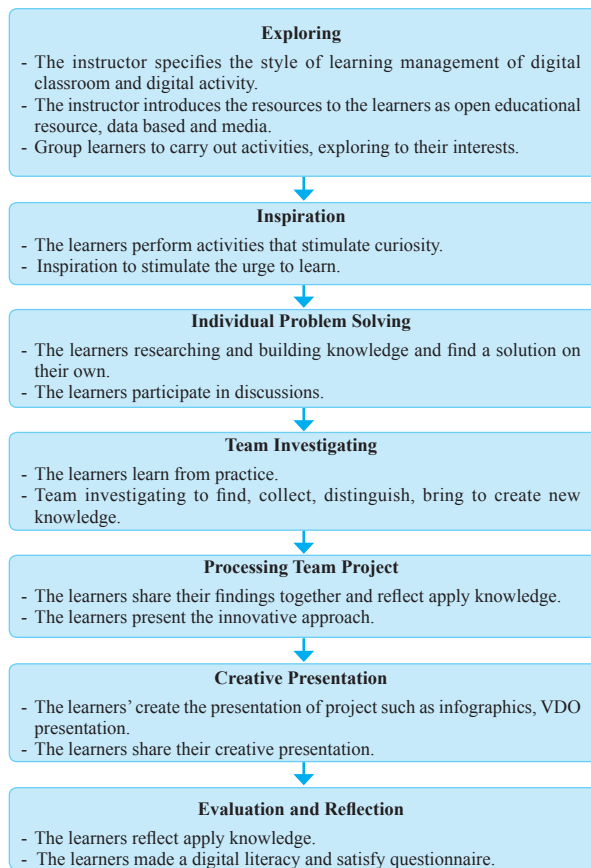 Exploring
- The instructor specifies the style of learning management of digital
classroom and digital activity.
- The instructor introduces the resources to the learners as open educational
resource, data based and media.
- Group learners to carry out activities, exploring to their interests.
Inspiration
- The learners perform activities that stimulate curiosity.
- Inspiration to stimulate the urge to learn.
Individual Problem Solving
- The learners researching and building knowledge and find a solution on
their own.
- The learners participate in discussions.
Team Investigating
- The learners learn from practice.
- Team investigating to find, collect, distinguish, bring to create new
knowledge.
Processing Team Project
- The learners share their findings together and reflect apply knowledge.
- The learners present the innovative approach.
Creative Presentation
- The learners’ create the presentation of project such as infographics, VDO
presentation.
- The learners share their creative presentation.
Evaluation and Reflection
- The learners reflect apply knowledge.
- The learners made a digital literacy and satisfy questionnaire.